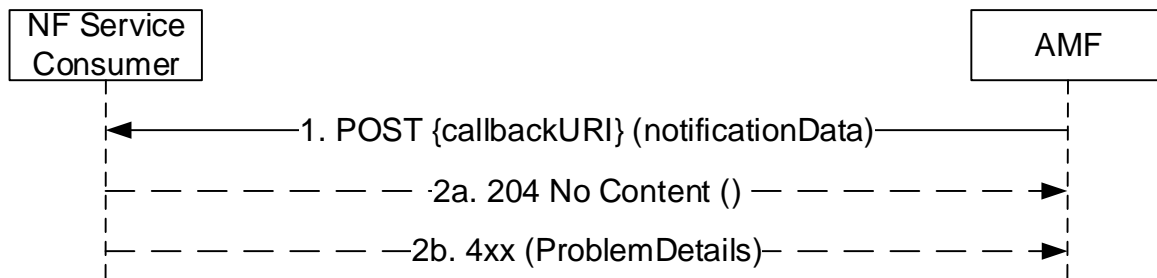 NF Service
Consumer
AMF
1. POST {callbackURI} (notificationData)
2a. 204 No Content ()
2b. 4xx (ProblemDetails)